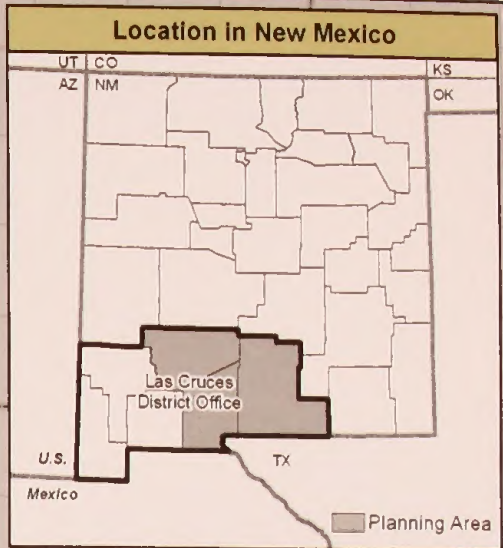 Location in New Mexico
UT CO KS
AZ NM OK
Las Cruces
District Office
U.S. TX
Mexico
Planning Area